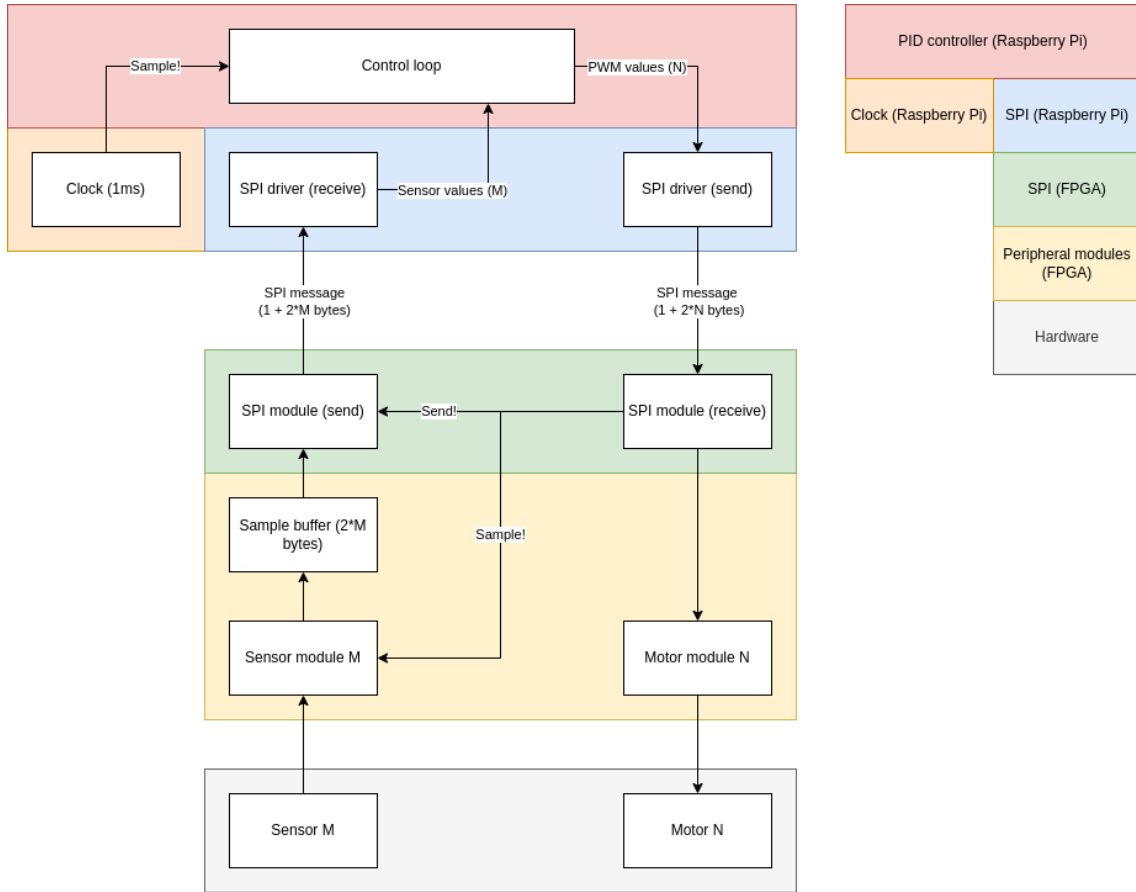 Control loop
Sample!
PWM values (N)
Clock (1ms)
SPI driver (receive)
Sensor values (M)
SPI driver (send)
SPI message
(1 + 2*M bytes)
SPI message
(1 + 2*N bytes)
SPI module (send)
Send!
SPI module (receive)
Sample buffer (2*M
bytes)
Sample!
Sensor module M
Motor module N
Sensor M
Motor N
PID controller (Raspberry Pi)
Clock (Raspberry Pi)
SPI (Raspberry Pi)
SPI (FPGA)
Peripheral modules
(FPGA)
Hardware